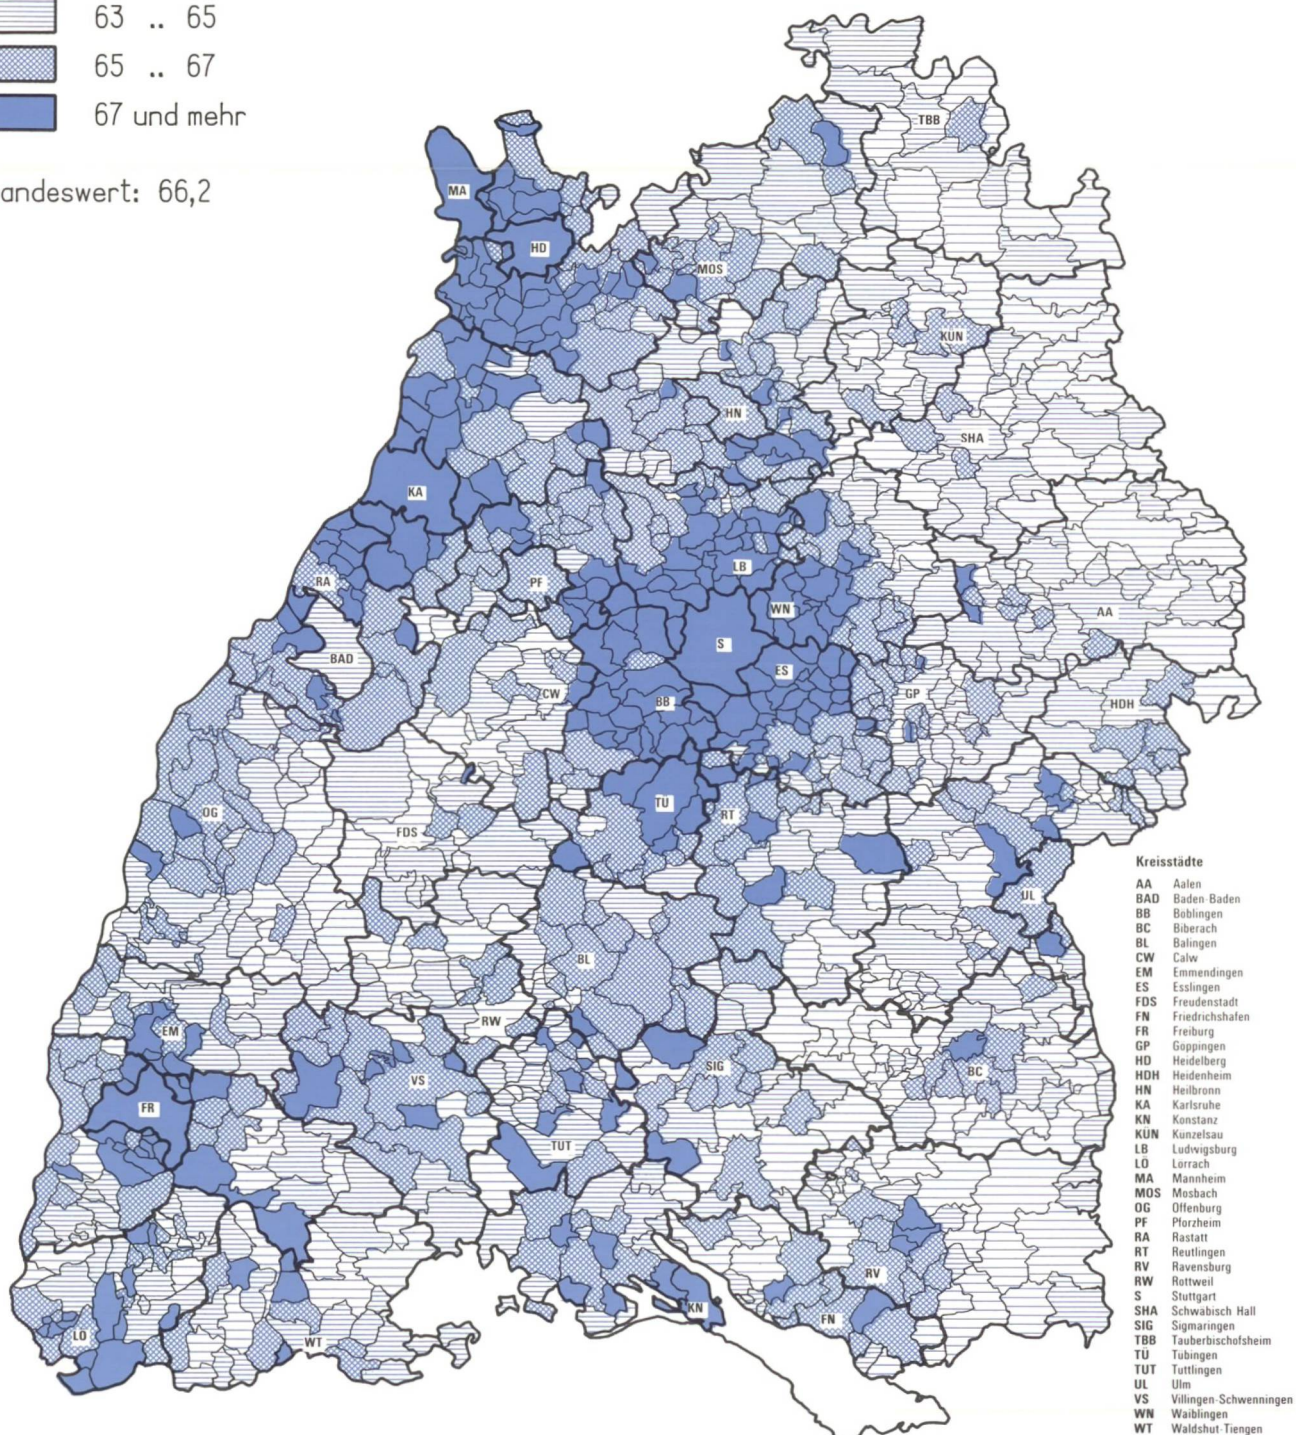 63 .. 65
65 .. 67
67 und mehr
andeswert: 66,2
TBB
MA
HD
MOS
KÜN
HN
SHA
KA
LB
RA
PF
WN
AA
S
BAD
ES
CW
BB
GP
HDH
TÜ
RT
OG
FDS
UL
BL
RW
EM
SIG
BC
VS
FR
TUT
RV
KN
FN
LÖ
WT
Kreisstädte
AA Aalen
BAD Baden-Baden
BB Böblingen
BC Biberach
BL Balingen
CW Calw
EM Emmendingen
ES Esslingen
FDS Freudenstadt
FN Friedrichshafen
FR Freiburg
GP Göppingen
HD Heidelberg
HDH Heidenheim
HN Heilbronn
KA Karlsruhe
KN Konstanz
KÜN Künzelsau
LB Ludwigsburg
LÖ Lörrach
MA Mannheim
MOS Mosbach
OG Offenburg
PF Pforzheim
RA Rastatt
RT Reutlingen
RV Ravensburg
RW Rottweil
S Stuttgart
SHA Schwäbisch Hall
SIG Sigmaringen
TBB Tauberbischofsheim
TÜ Tübingen
TUT Tuttlingen
UL Ulm
VS Villingen-Schwenningen
WN Waiblingen
WT Waldshut-Tiengen